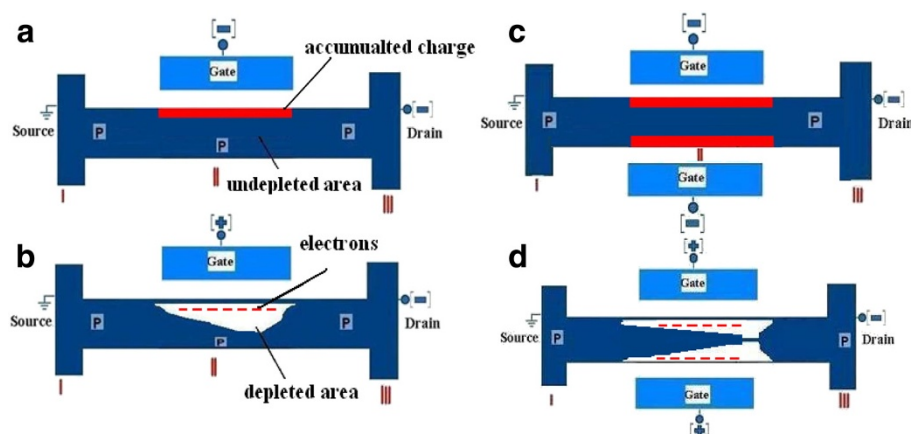 a
[-]
accumualted charge
Gate
Source
P
P
P
[-]
Drain
undepleted area
I
II
III
b
[+]
electrons
Gate
Source
P
P
P
[-]
Drain
depleted area
I
II
III
c
[-]
Gate
Source
P
P
[-]
Drain
I
II
III
Gate
[-]
d
[+]
Gate
Source
P
P
[-]
Drain
I
III
Gate
[+]